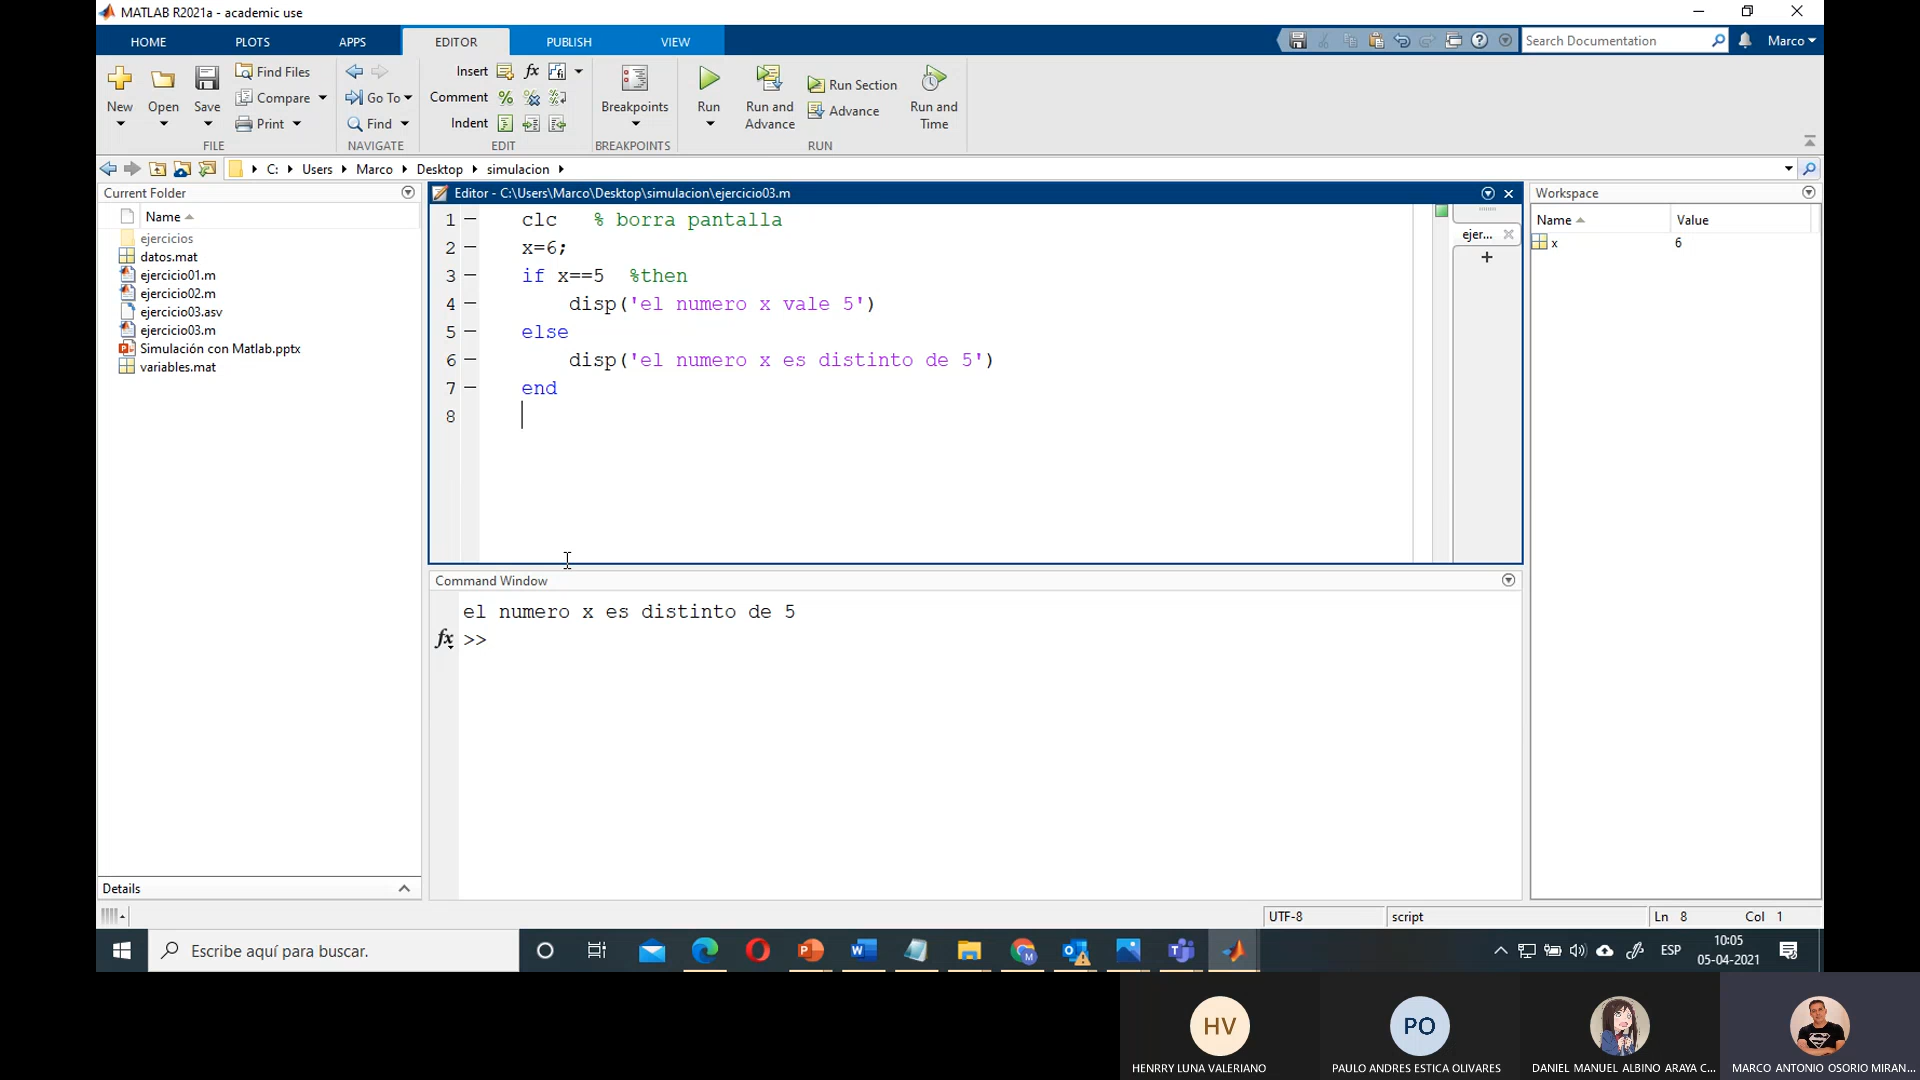 MATLAB R2021a - academic use
HOME PLOTS APPS EDITOR PUBLISH VIEW
Search Documentation
Marco
New Open Save
Find Files
Compare
Print
FILE
Go To
Find
NAVIGATE
Insert fx
Comment
Indent
EDIT
Breakpoints
BREAKPOINTS
Run
Run and Advance
Run Section
Advance
Run and Time
RUN
C: Users Marco Desktop simulacion
Current Folder
Name
ejercicios
datos.mat
ejercicio01.m
ejercicio02.m
ejercicio03.asv
ejercicio03.m
Simulación con Matlab.pptx
variables.mat
Details
Editor - C:\Users\Marco\Desktop\simulacion\ejercicio03.m
ejer...
1 clc % borra pantalla
2 x=6;
3 if x==5 %then
4 disp('el numero x vale 5')
5 else
6 disp('el numero x es distinto de 5')
7 end
8
Command Window
el numero x es distinto de 5
fx >>
Workspace
Name Value
x 6
UTF-8 script Ln 8 Col 1
Escribe aquí para buscar.
ESP
10:05
05-04-2021
HV
HENRRY LUNA VALERIANO
PO
PAULO ANDRES ESTICA OLIVARES
DANIEL MANUEL ALBINO ARAYA C...
MARCO ANTONIO OSORIO MIRAN...